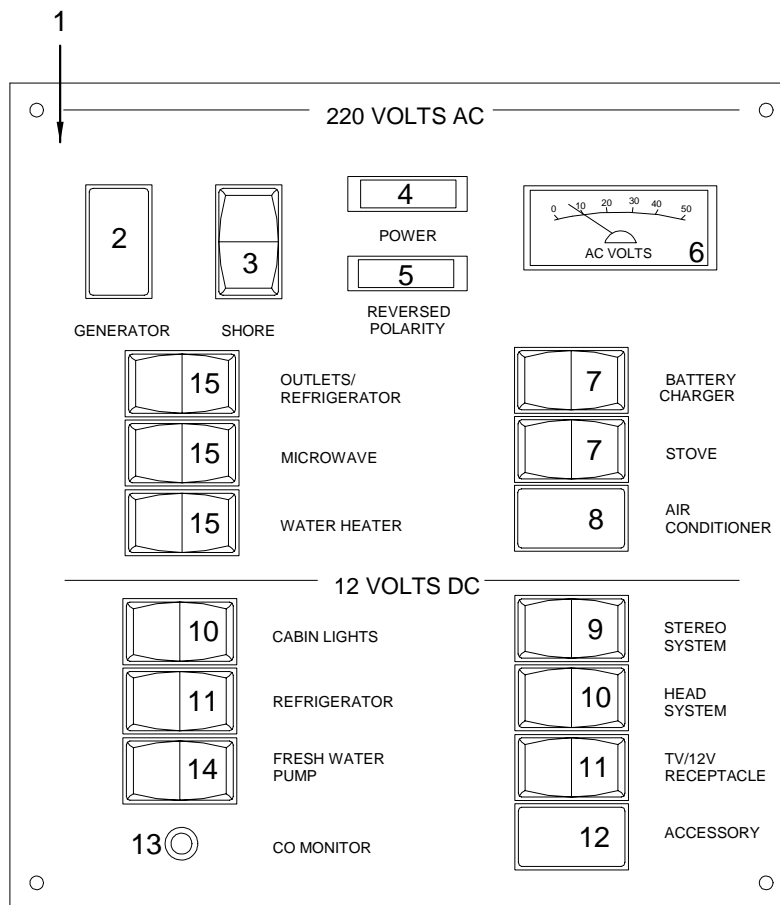 1
220 VOLTS AC
2
GENERATOR
3
SHORE
4
POWER
5
REVERSED
POLARITY
0 10 20 30 40 50
AC VOLTS
6
15
OUTLETS/
REFRIGERATOR
15
MICROWAVE
15
WATER HEATER
7
BATTERY
CHARGER
7
STOVE
8
AIR
CONDITIONER
12 VOLTS DC
10
CABIN LIGHTS
11
REFRIGERATOR
14
FRESH WATER
PUMP
13
CO MONITOR
9
STEREO
SYSTEM
10
HEAD
SYSTEM
11
TV/12V
RECEPTACLE
12
ACCESSORY